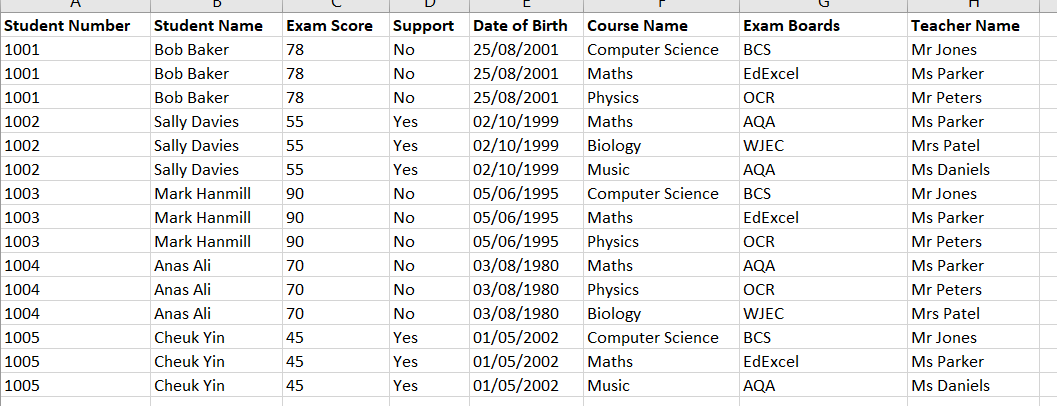 A B C D E F G H
Student Number Student Name Exam Score Support Date of Birth Course Name Exam Boards Teacher Name
1001 Bob Baker 78 No 25/08/2001 Computer Science BCS Mr Jones
1001 Bob Baker 78 No 25/08/2001 Maths EdExcel Ms Parker
1001 Bob Baker 78 No 25/08/2001 Physics OCR Mr Peters
1002 Sally Davies 55 Yes 02/10/1999 Maths AQA Ms Parker
1002 Sally Davies 55 Yes 02/10/1999 Biology WJEC Mrs Patel
1002 Sally Davies 55 Yes 02/10/1999 Music AQA Ms Daniels
1003 Mark Hanmill 90 No 05/06/1995 Computer Science BCS Mr Jones
1003 Mark Hanmill 90 No 05/06/1995 Maths EdExcel Ms Parker
1003 Mark Hanmill 90 No 05/06/1995 Physics OCR Mr Peters
1004 Anas Ali 70 No 03/08/1980 Maths AQA Ms Parker
1004 Anas Ali 70 No 03/08/1980 Physics OCR Mr Peters
1004 Anas Ali 70 No 03/08/1980 Biology WJEC Mrs Patel
1005 Cheuk Yin 45 Yes 01/05/2002 Computer Science BCS Mr Jones
1005 Cheuk Yin 45 Yes 01/05/2002 Maths EdExcel Ms Parker
1005 Cheuk Yin 45 Yes 01/05/2002 Music AQA Ms Daniels